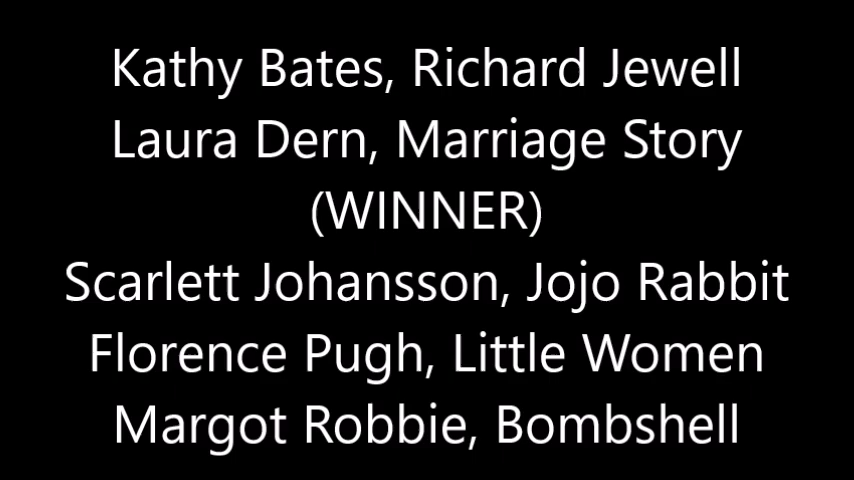 Kathy Bates, Richard Jewell
Laura Dern, Marriage Story
(WINNER)
Scarlett Johansson, Jojo Rabbit
Florence Pugh, Little Women
Margot Robbie, Bombshell